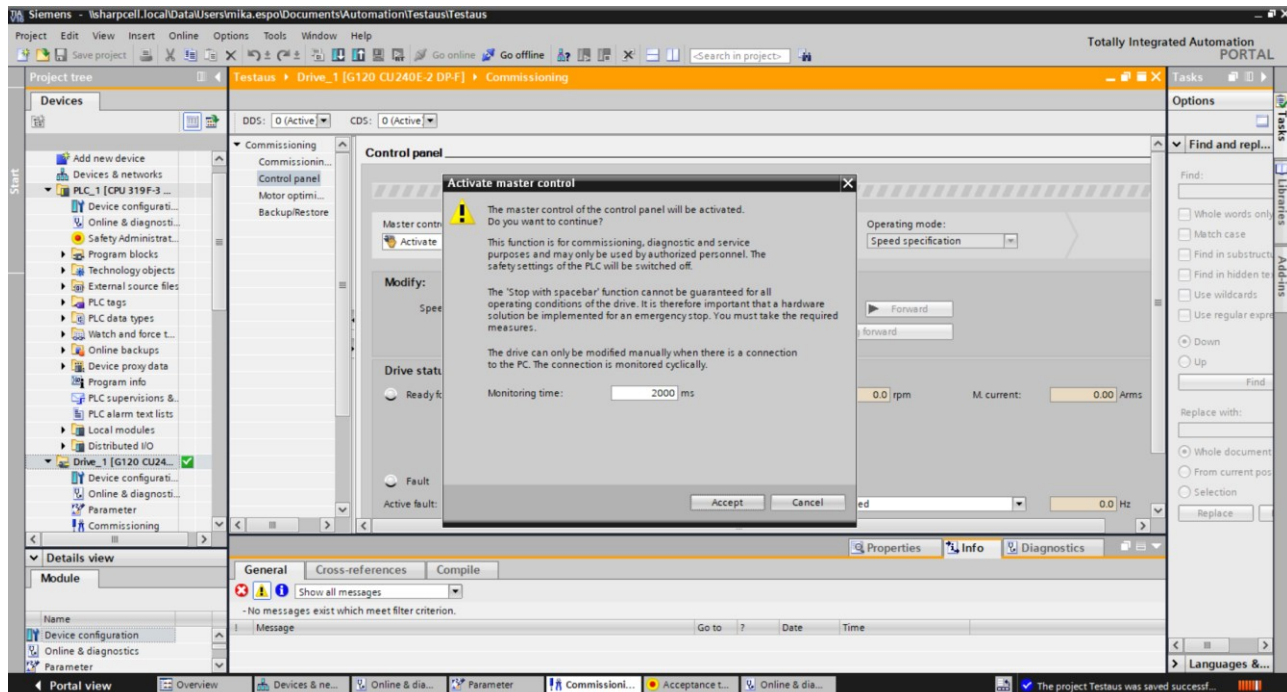 Siemens - \\sharpcell.local\Data\Users\mika.espo\Documents\Automation\Testaus\Testaus
Project Edit View Insert Online Options Tools Window Help
Totally Integrated Automation
PORTAL
Save project
Go online
Go offline
<Search in project>
Project tree
Testaus
Drive_1 [G120 CU240E-2 DP-F]
Commissioning
Tasks
Devices
Options
DDS: 0 (Active)
CDS: 0 (Active)
Start
Add new device
Devices & networks
PLC_1 [CPU 319F-3 ...
Device configurati...
Online & diagnosti...
Safety Administrat...
Program blocks
Technology objects
External source files
PLC tags
PLC data types
Watch and force t...
Online backups
Device proxy data
Program info
PLC supervisions &..
PLC alarm text lists
Local modules
Distributed I/O
Drive_1 [G120 CU24...
Device configurati...
Online & diagnosti...
Parameter
Commissioning
Details view
Module
Name
Device configuration
Online & diagnostics
Parameter
Commissioning
Commissionin...
Control panel
Motor optimi...
Backup/Restore
Control panel
Master contr
Activate
Operating mode:
Speed specification
Modify:
Spee
Forward
forward
Drive statu
Ready fo
0.0 rpm
M. current:
0.00 Arms
Fault
Active fault:
ed
0.0 Hz
Activate master control
The master control of the control panel will be activated.
Do you want to continue?
This function is for commissioning, diagnostic and service
purposes and may only be used by authorized personnel. The
safety settings of the PLC will be switched off.
The 'Stop with spacebar' function cannot be guaranteed for all
operating conditions of the drive. It is therefore important that a hardware
solution be implemented for an emergency stop. You must take the required
measures.
The drive can only be modified manually when there is a connection
to the PC. The connection is monitored cyclically.
Monitoring time: 2000 ms
Accept
Cancel
Properties
Info
Diagnostics
General
Cross-references
Compile
Show all messages
-No messages exist which meet filter criterion.
! Message Go to ? Date Time
Find and repl...
Find:
Whole words only
Match case
Find in substructu
Find in hidden te
Use wildcards
Use regular expre
Down
Up
Find
Replace with:
Whole document
From current pos
Selection
Replace
Languages &...
Tasks
Libraries
Add-ins
Portal view
Overview
Devices & ne...
Online & dia...
Parameter
Commissioni...
Acceptance t...
Online & dia...
The project Testaus was saved successf...